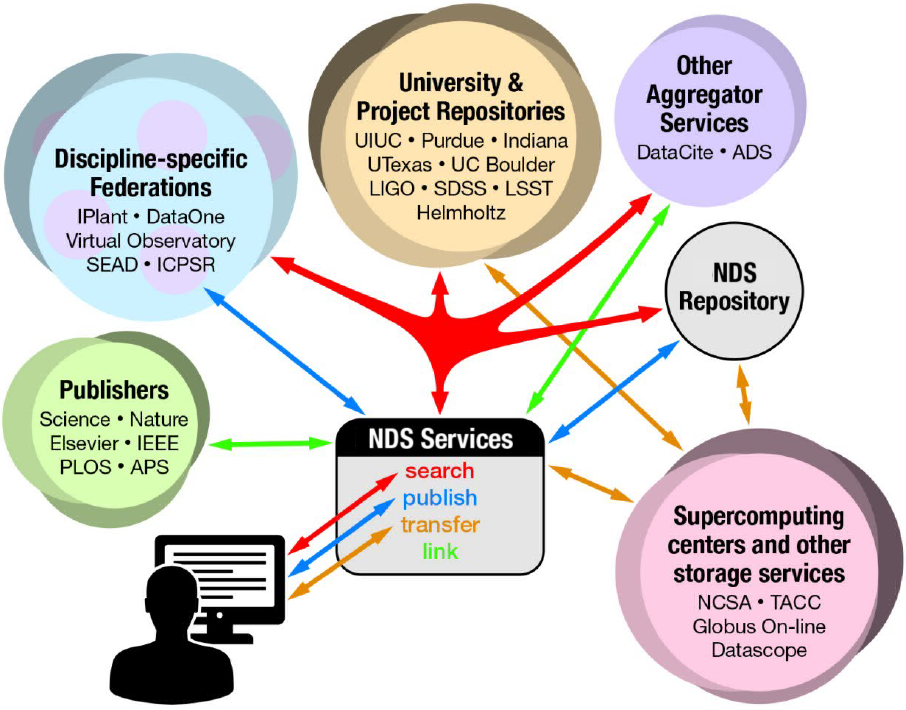 University &
Project Repositories
UIUC • Purdue • Indiana
UTexas • UC Boulder
LIGO • SDSS • LSST
Helmholtz
Other
Aggregator
Services
DataCite • ADS
Discipline-specific
Federations
IPlant • DataOne
Virtual Observatory
SEAD • ICPSR
NDS
Repository
Publishers
Science • Nature
Elsevier • IEEE
PLOS • APS
NDS Services
search
publish
transfer
link
Supercomputing
centers and other
storage services
NCSA • TACC
Globus On-line
Datascope